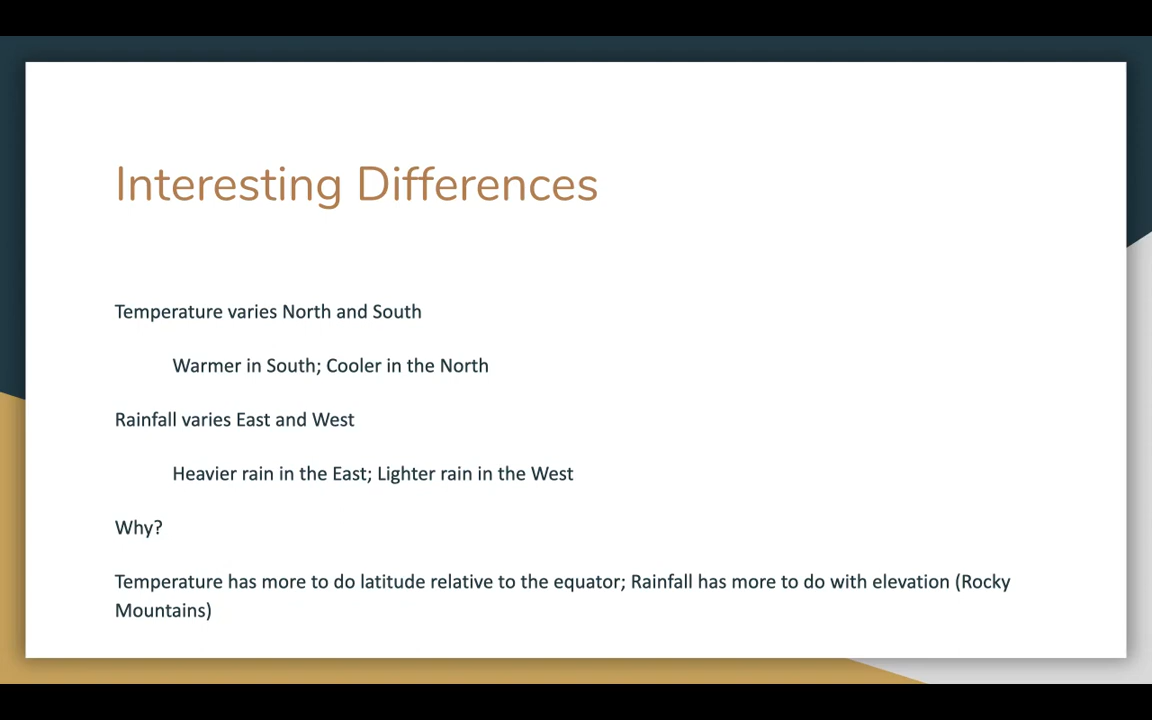 Interesting Differences
Temperature varies North and South
Warmer in South; Cooler in the North
Rainfall varies East and West
Heavier rain in the East; Lighter rain in the West
Why?
Temperature has more to do latitude relative to the equator; Rainfall has more to do with elevation (Rocky
Mountains)